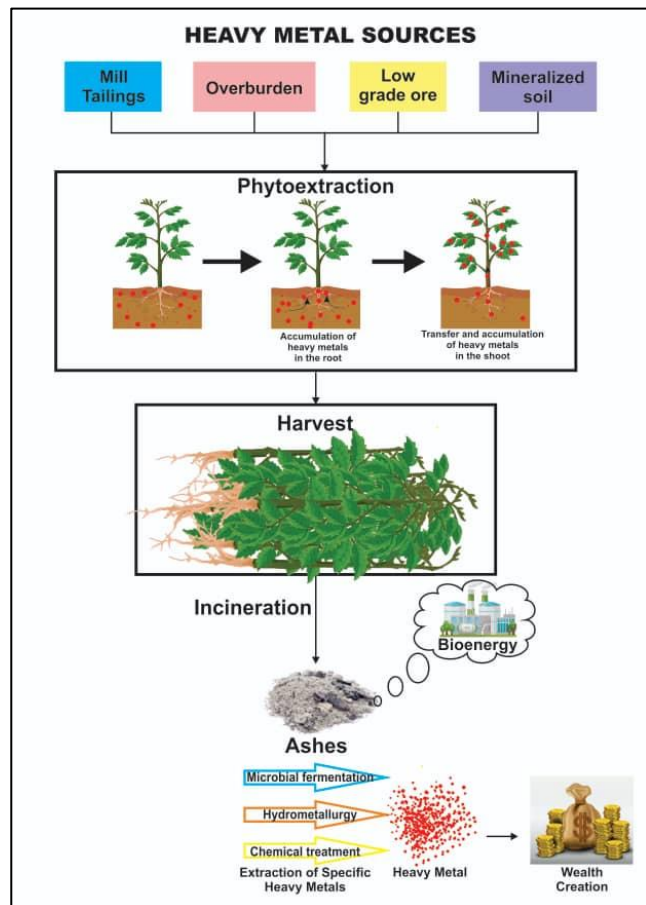 HEAVY METAL SOURCES
Mill
Tailings
Overburden
Low
grade ore
Mineralized
soil
Phytoextraction
Accumulation of
heavy metals
in the root
Transfer and accumulation
of heavy metals
in the shoot
Harvest
Incineration
Bioenergy
Ashes
Microbial fermentation
Hydrometallurgy
Chemical treatment
Extraction of Specific
Heavy Metals
Heavy Metal
$
Wealth
Creation